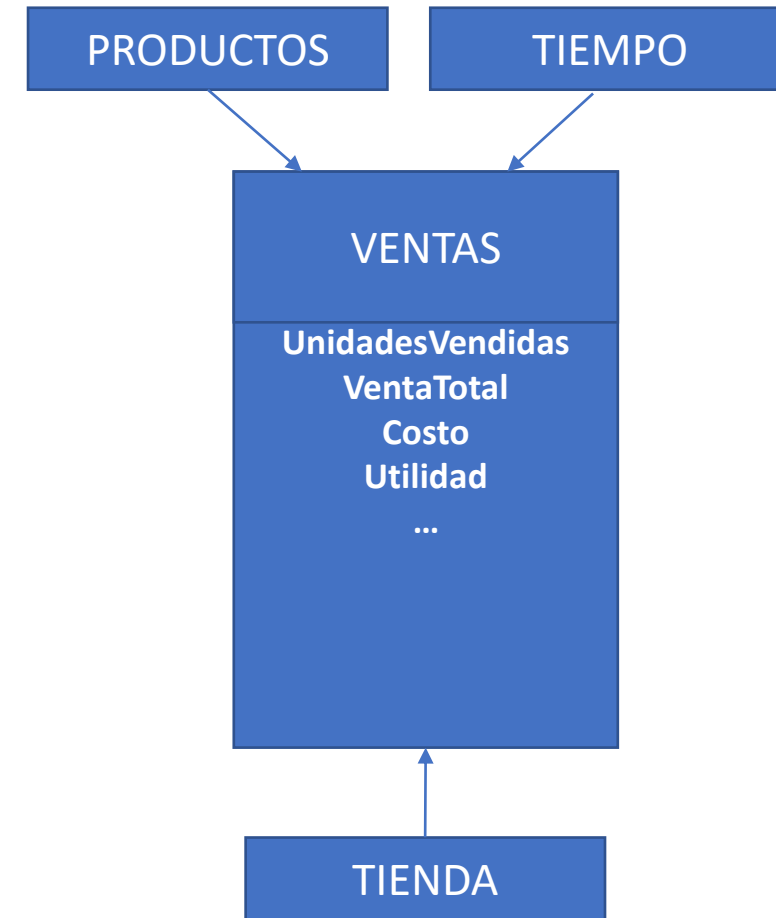 PRODUCTOS
TIEMPO
VENTAS
UnidadesVendidas
VentaTotal
Costo
Utilidad
…
TIENDA